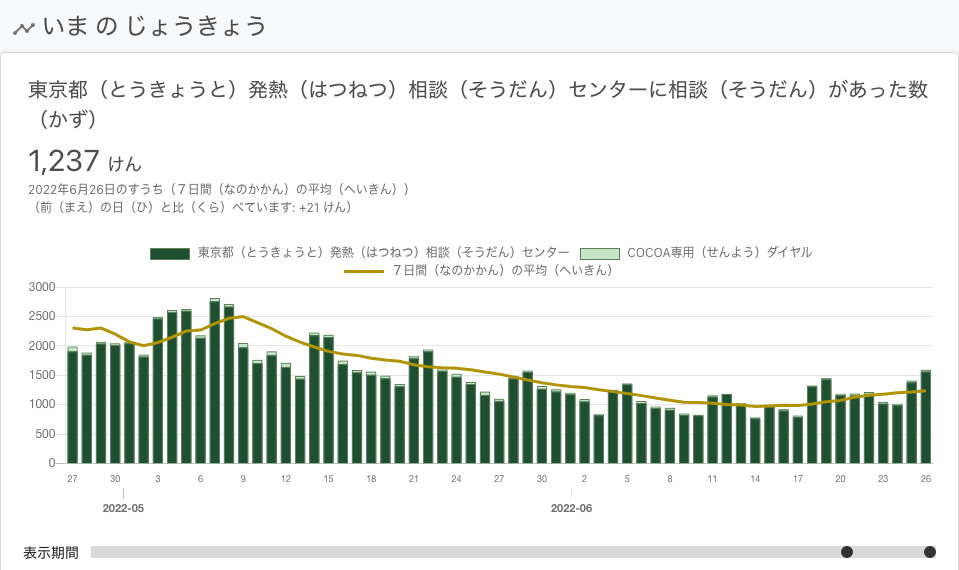 いま の じょうきょう
東京都（とうきょうと）発熱（はつねつ）相談（そうだん）センターに相談（そうだん）があった数
（かず）
1,237 けん
2022年6月26日のすうち（７日間（なのかかん）の平均（へいきん））
（前（まえ）の日（ひ）と比（くら）べています: +21 けん）
東京都（とうきょうと）発熱（はつねつ）相談（そうだん）センター COCOA専用（せんよう）ダイヤル
７日間（なのかかん）の平均（へいきん）
3000
2500
2000
1500
1000
500
0
27 30 3 6 9 12 15 18 21 24 27 30 2 5 8 11 14 17 20 23 26
2022-05 2022-06
表示期間